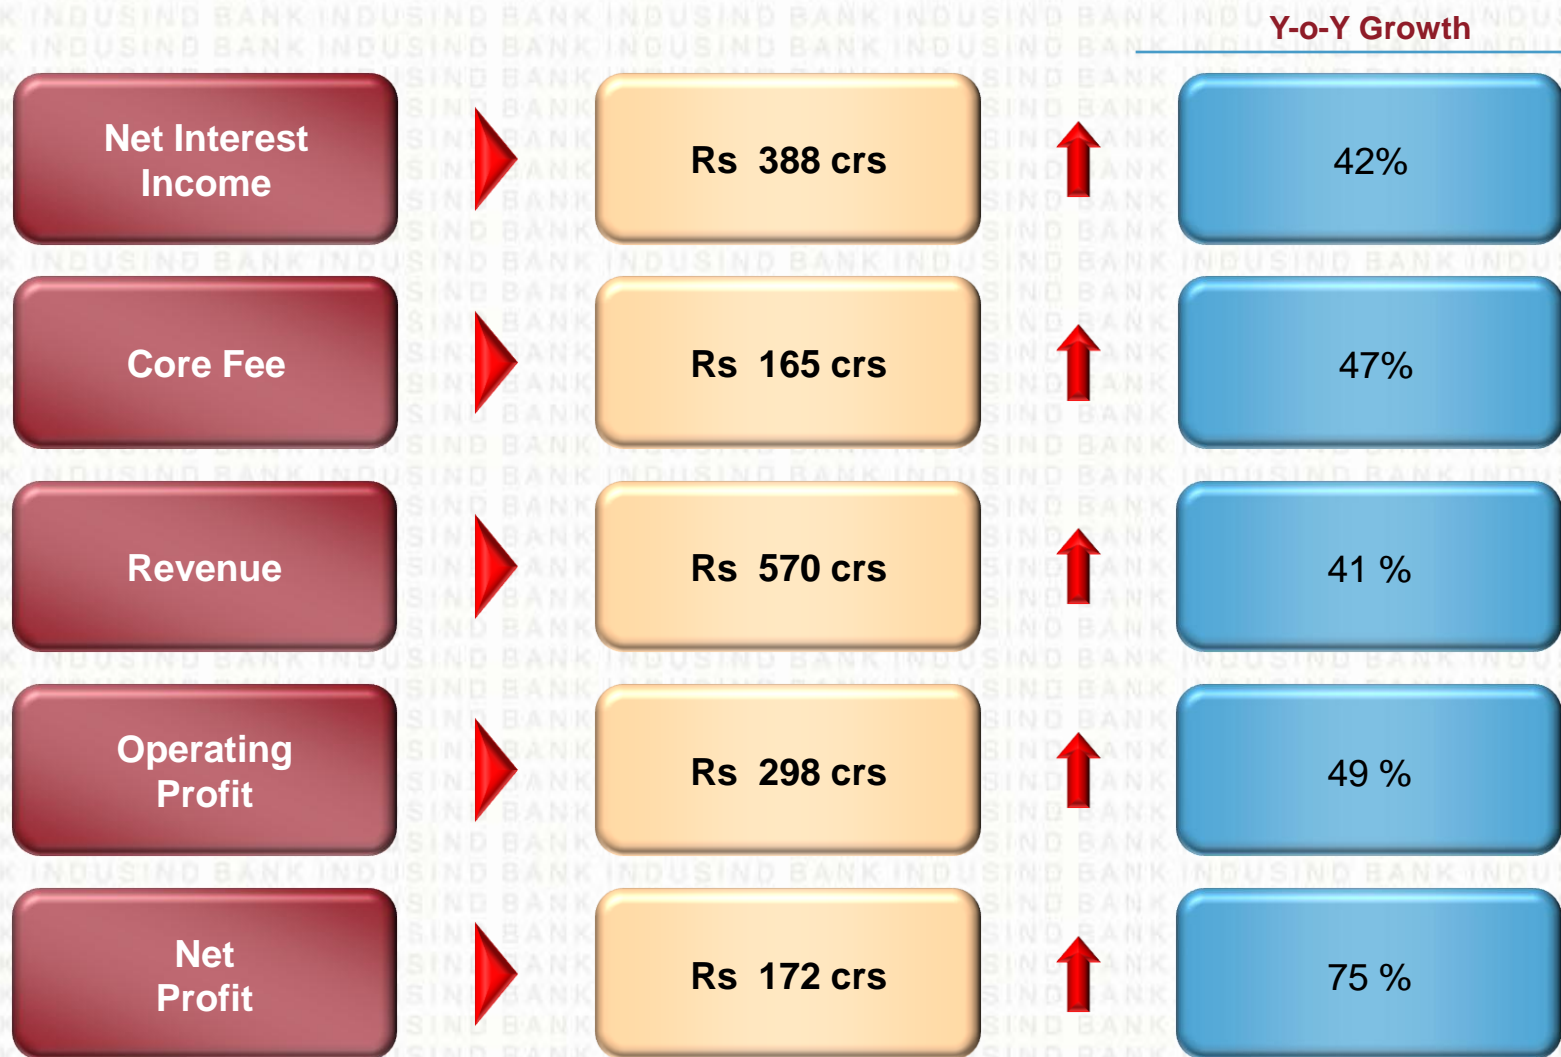 Y-o-Y Growth
Net Interest
Income
Rs 388 crs
42%
Core Fee
Rs 165 crs
47%
Revenue
Rs 570 crs
41 %
Operating
Profit
Rs 298 crs
49 %
Net
Profit
Rs 172 crs
75 %